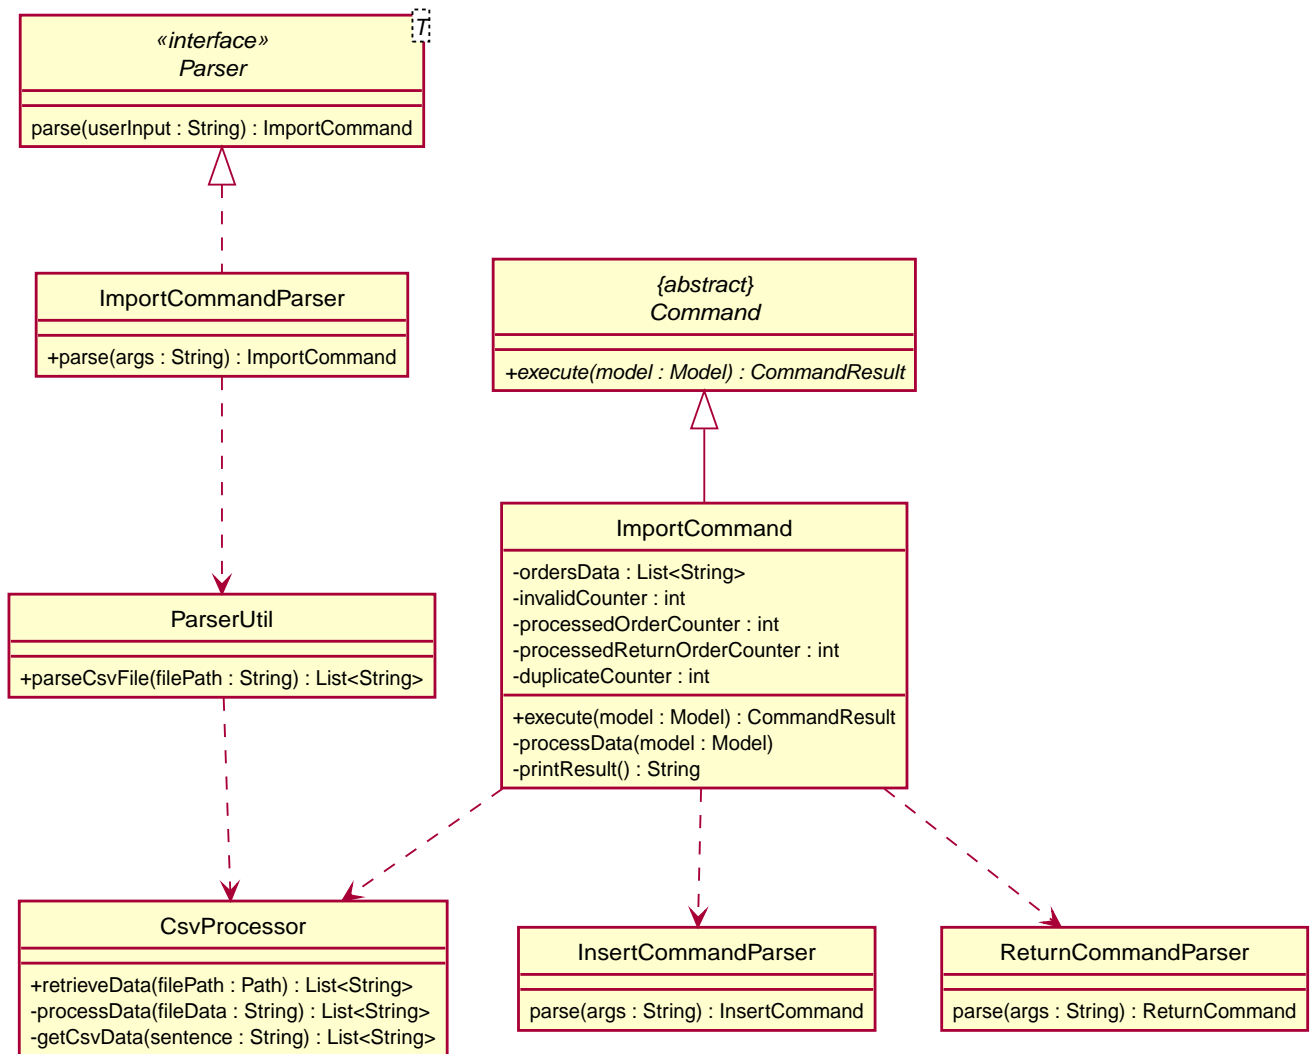 T
«interface»
Parser
parse(userInput : String) : ImportCommand
ImportCommandParser
+parse(args : String) : ImportCommand
{abstract}
Command
+execute(model : Model) : CommandResult
ImportCommand
-ordersData : List<String>
-invalidCounter : int
-processedOrderCounter : int
-processedReturnOrderCounter : int
-duplicateCounter : int
+execute(model : Model) : CommandResult
-processData(model : Model)
-printResult() : String
ParserUtil
+parseCsvFile(filePath : String) : List<String>
CsvProcessor
+retrieveData(filePath : Path) : List<String>
-processData(fileData : String) : List<String>
-getCsvData(sentence : String) : List<String>
InsertCommandParser
parse(args : String) : InsertCommand
ReturnCommandParser
parse(args : String) : ReturnCommand